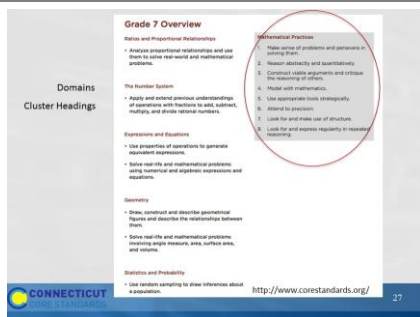 Grade 7 Overview
Ratios and Proportional Relationships
• Analyze proportional relationships and use
them to solve real-world and mathematical
problems.
The Number System
• Apply and extend previous understandings
of operations with fractions to add, subtract,
multiply, and divide rational numbers.
Expressions and Equations
• Use properties of operations to generate
equivalent expressions.
• Solve real-life and mathematical problems
using numerical and algebraic expressions and
equations.
Geometry
• Draw, construct and describe geometrical
figures and describe the relationships between
them.
• Solve real-life and mathematical problems
involving angle measure, area, surface area,
and volume.
Statistics and Probability
• Use random sampling to draw inferences about
a population.
Mathematical Practices
1. Make sense of problems and persevere in
solving them.
2. Reason abstractly and quantitatively.
3. Construct viable arguments and critique
the reasoning of others.
4. Model with mathematics.
5. Use appropriate tools strategically.
6. Attend to precision.
7. Look for and make use of structure.
8. Look for and express regularity in repeated
reasoning.
Domains
Cluster Headings
http://www.corestandards.org/
CONNECTICUT
CORE STANDARDS
27